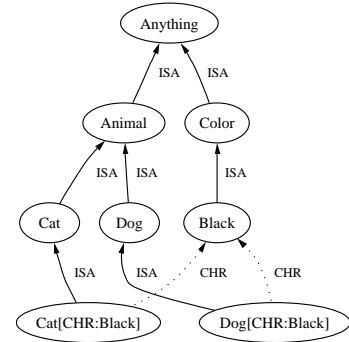 Anything
ISA ISA
Animal Color
ISA ISA ISA
Cat Dog Black
ISA ISA CHR CHR
Cat[CHR:Black] Dog[CHR:Black]